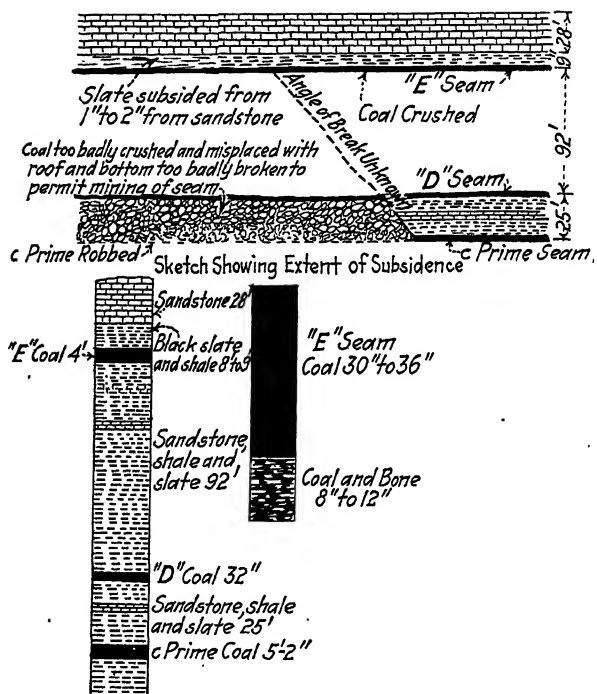 28'
9'
"E" Seam
Slate subsided from
1" to 2" from sandstone
Coal Crushed
Angle of Break Unknown
92'
Coal too badly crushed and misplaced with
roof and bottom too badly broken to
permit mining of seam
"D" Seam
25'
c Prime Robbed
c Prime Seam
Sketch Showing Extent of Subsidence
Sandstone 28'
"E" Coal 4'
Black slate
and shale 8' to 9'
"E" Seam
Coal 30" to 36"
Sandstone,
shale and
slate 92'
Coal and Bone
8" to 12"
"D" Coal 32"
Sandstone, shale
and slate 25'
c Prime Coal 5'-2"